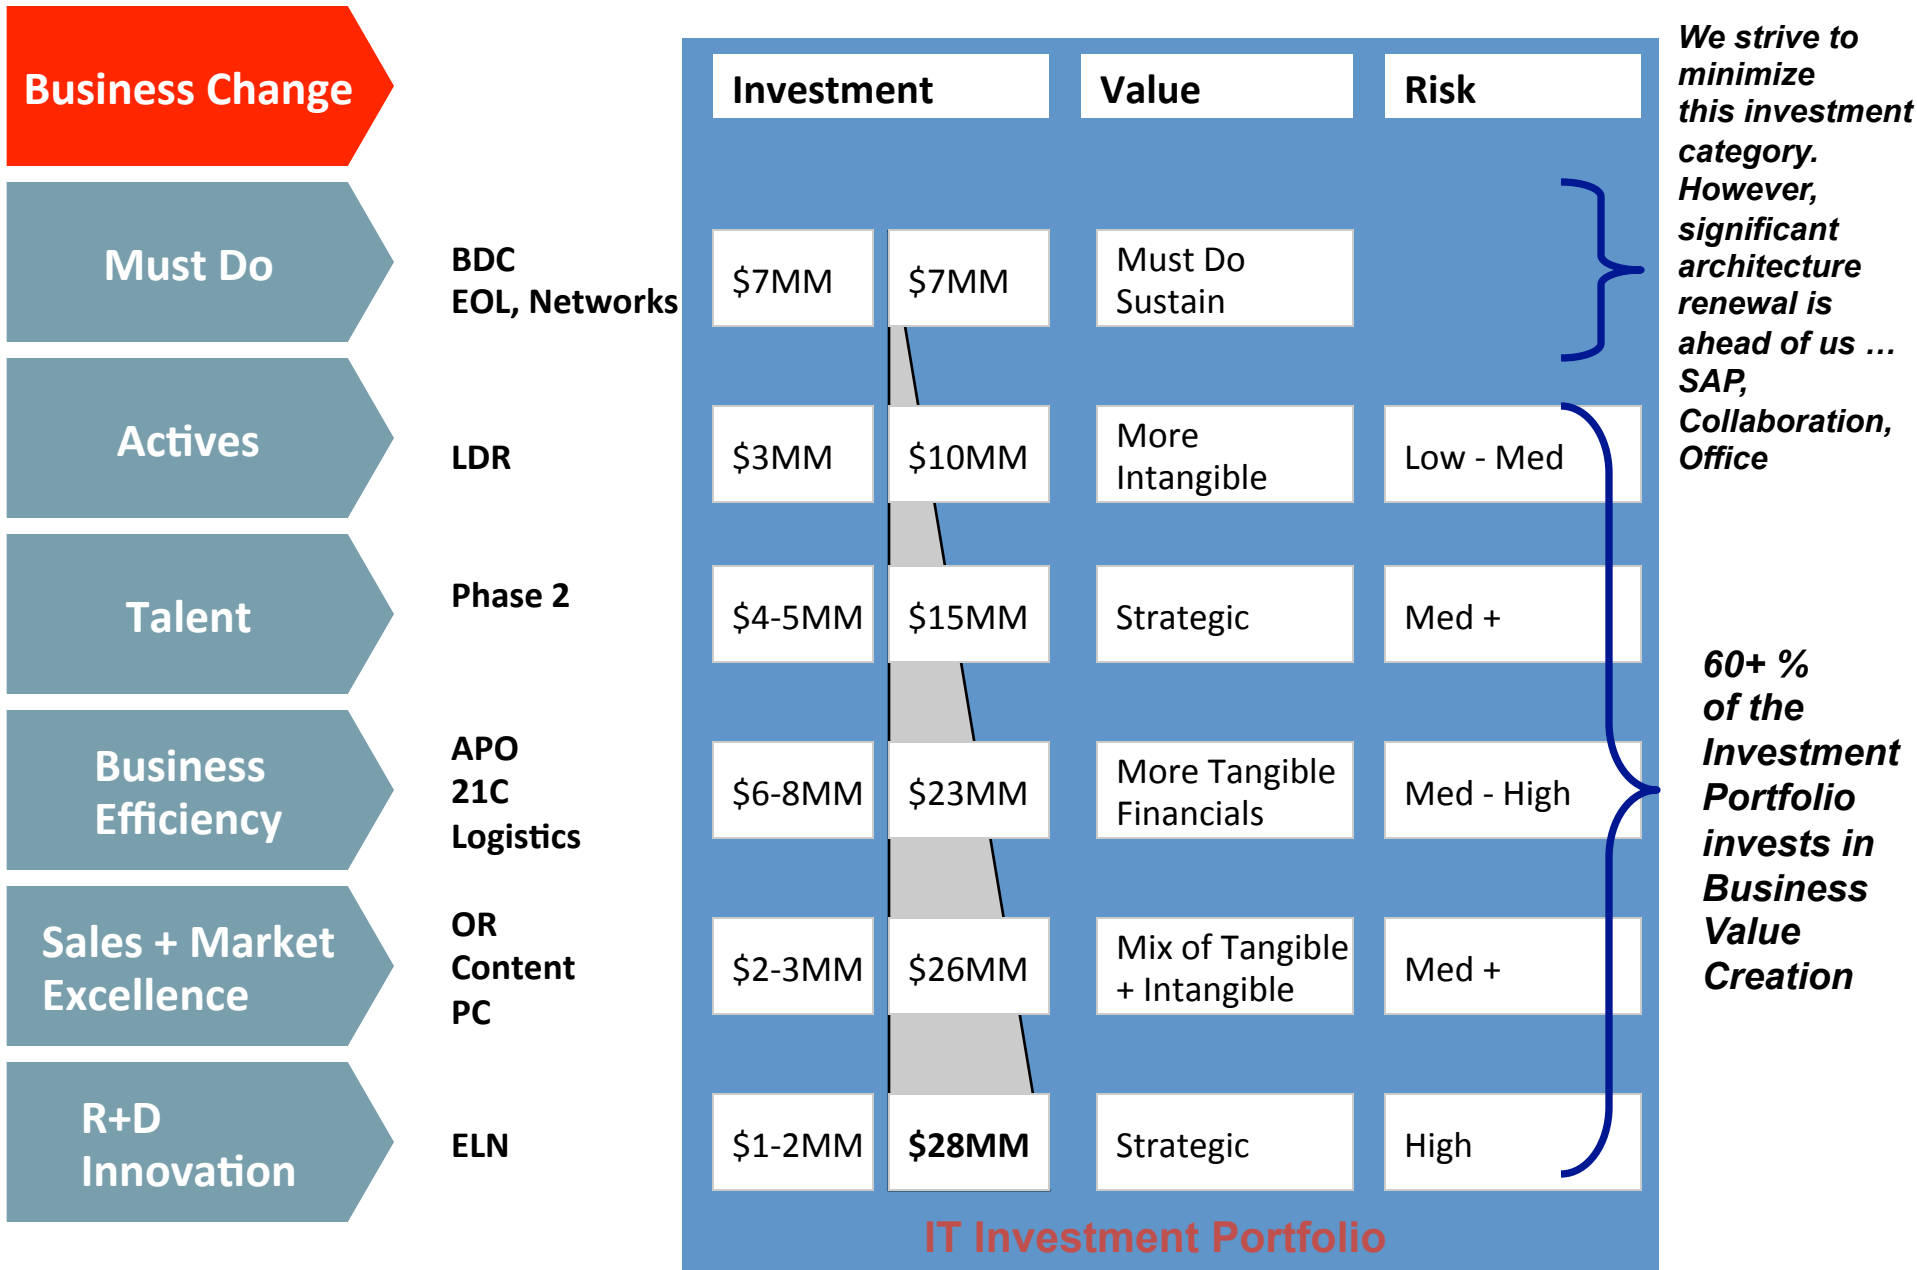 Business Change
Investment
Value
Risk
We strive to
minimize
this investment
category.
However,
significant
architecture
renewal is
ahead of us …
SAP,
Collaboration,
Office
Must Do
BDC
EOL, Networks
$7MM
$7MM
Must Do
Sustain
Actives
LDR
$3MM
$10MM
More
Intangible
Low - Med
Talent
Phase 2
$4-5MM
$15MM
Strategic
Med +
60+ %
of the
Investment
Portfolio
invests in
Business
Value
Creation
Business
Efficiency
APO
21C
Logistics
$6-8MM
$23MM
More Tangible
Financials
Med - High
Sales + Market
Excellence
OR
Content
PC
$2-3MM
$26MM
Mix of Tangible
+ Intangible
Med +
R+D
Innovation
ELN
$1-2MM
$28MM
Strategic
High
IT Investment Portfolio